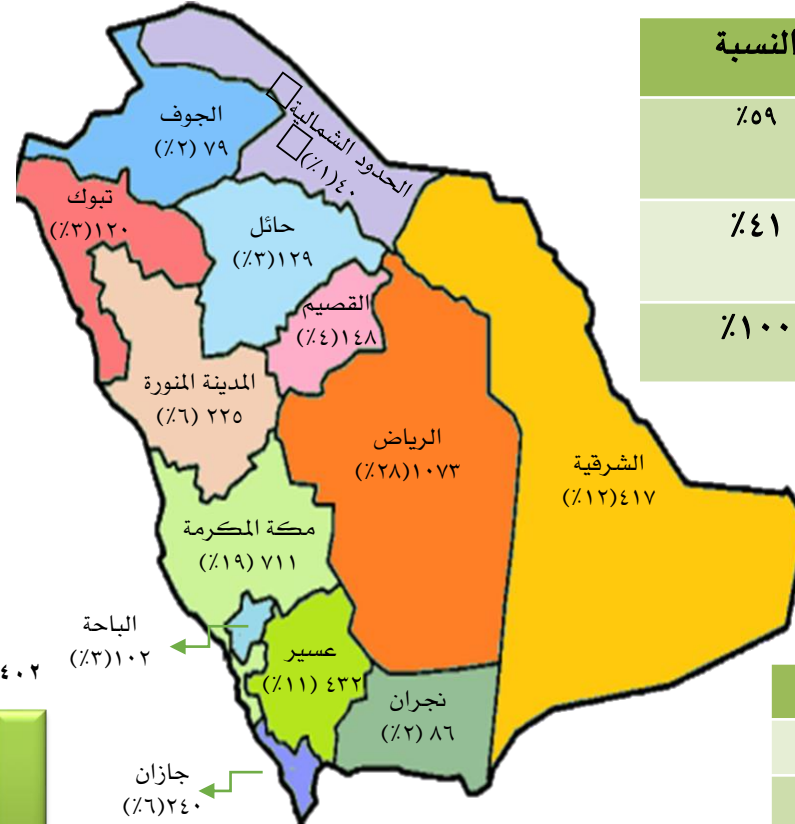 النسبة
٪٥٩
٪٤١
٪١٠٠
الجوف
٧٩ (٪٢)
الحدود الشمالية
٤٠(٪١)
تبوك
١٢٠(٪٣)
حائل
١٢٩(٪٣)
القصيم
١٤٨(٪٤)
المدينة المنورة
٢٢٥ (٪٦)
الرياض
١٠٧٣(٪٢٨)
الشرقية
٤١٧(٪١٢)
مكة المكرمة
٧١١ (٪١٩)
الباحة
١٠٢(٪٣)
عسير
٤٣٢ (٪١١)
نجران
٨٦ (٪٢)
جازان
٢٤٠(٪٦)
٤٠٢